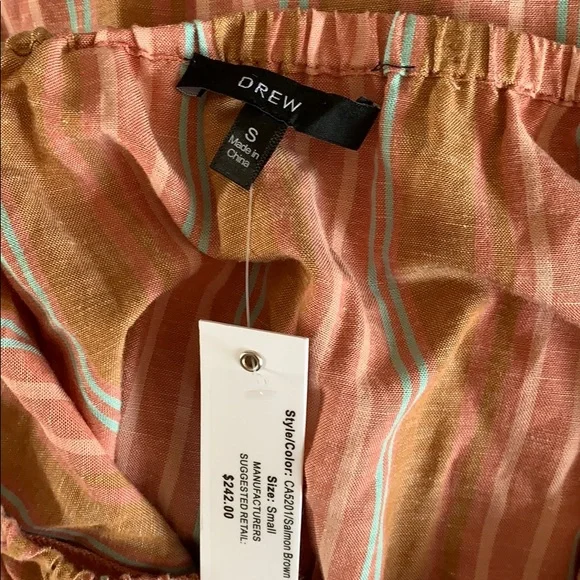 DREW
S
Made in
China
Style/Color: CA5201/Salmon Brown
Size: Small
MANUFACTURERS
SUGGESTED RETAIL:
$242.00